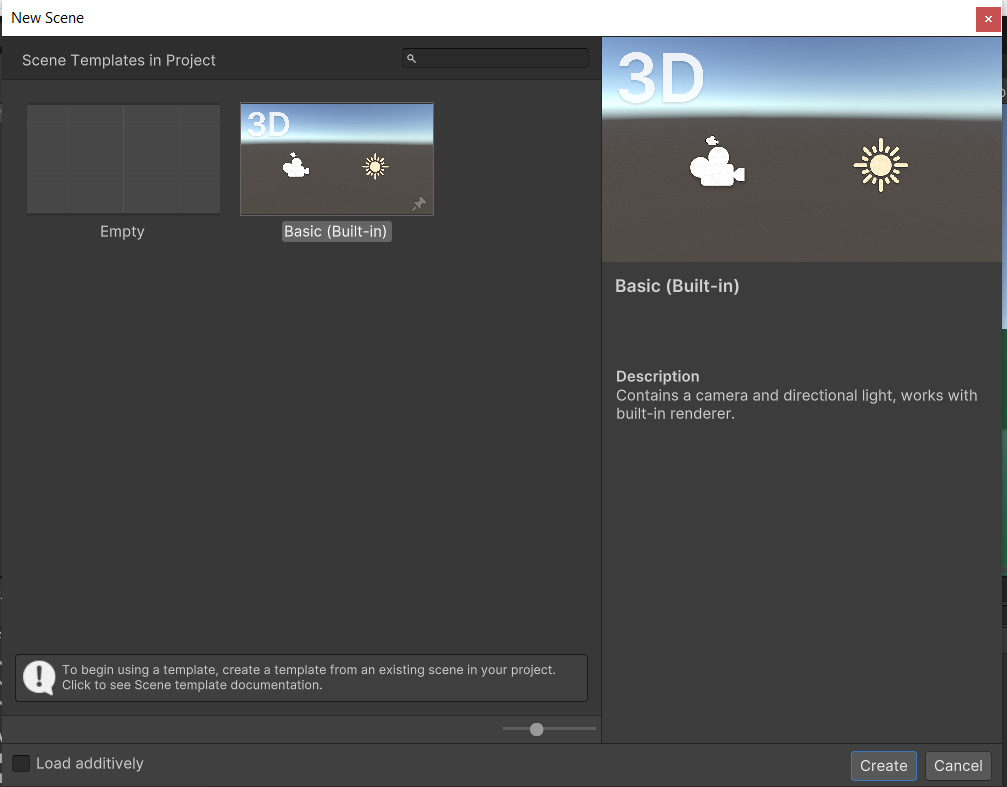 New Scene
Scene Templates in Project
3D
Empty
Basic (Built-in)
3D
Basic (Built-in)
Description
Contains a camera and directional light, works with
built-in renderer.
To begin using a template, create a template from an existing scene in your project.
Click to see Scene template documentation.
Load additively
Create
Cancel